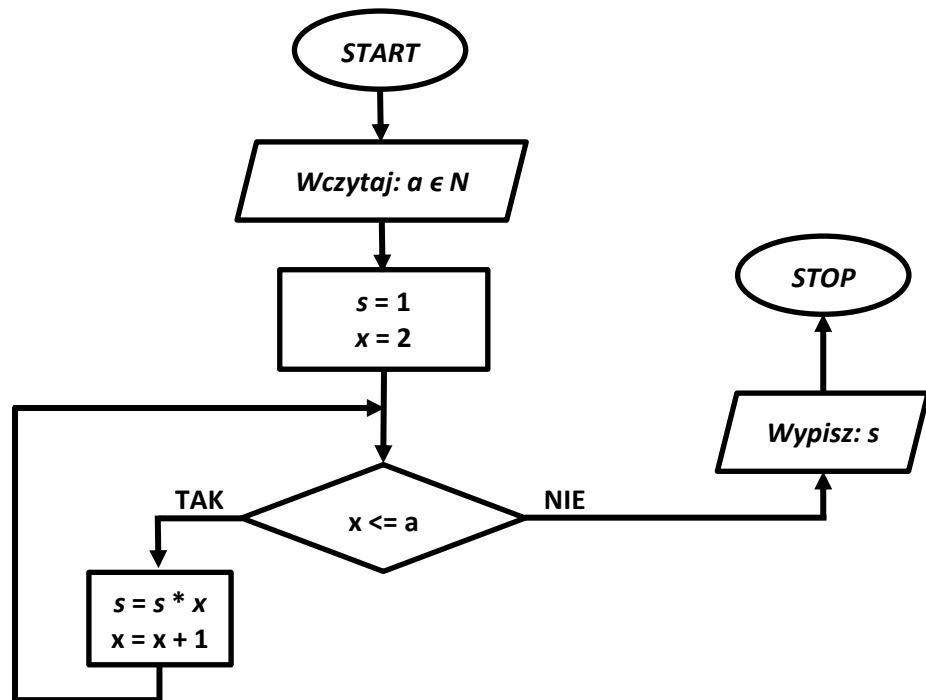 START
Wczytaj: a ϵ N
s = 1
x = 2
STOP
Wypisz: s
TAK
NIE
x <= a
s = s * x
x = x + 1